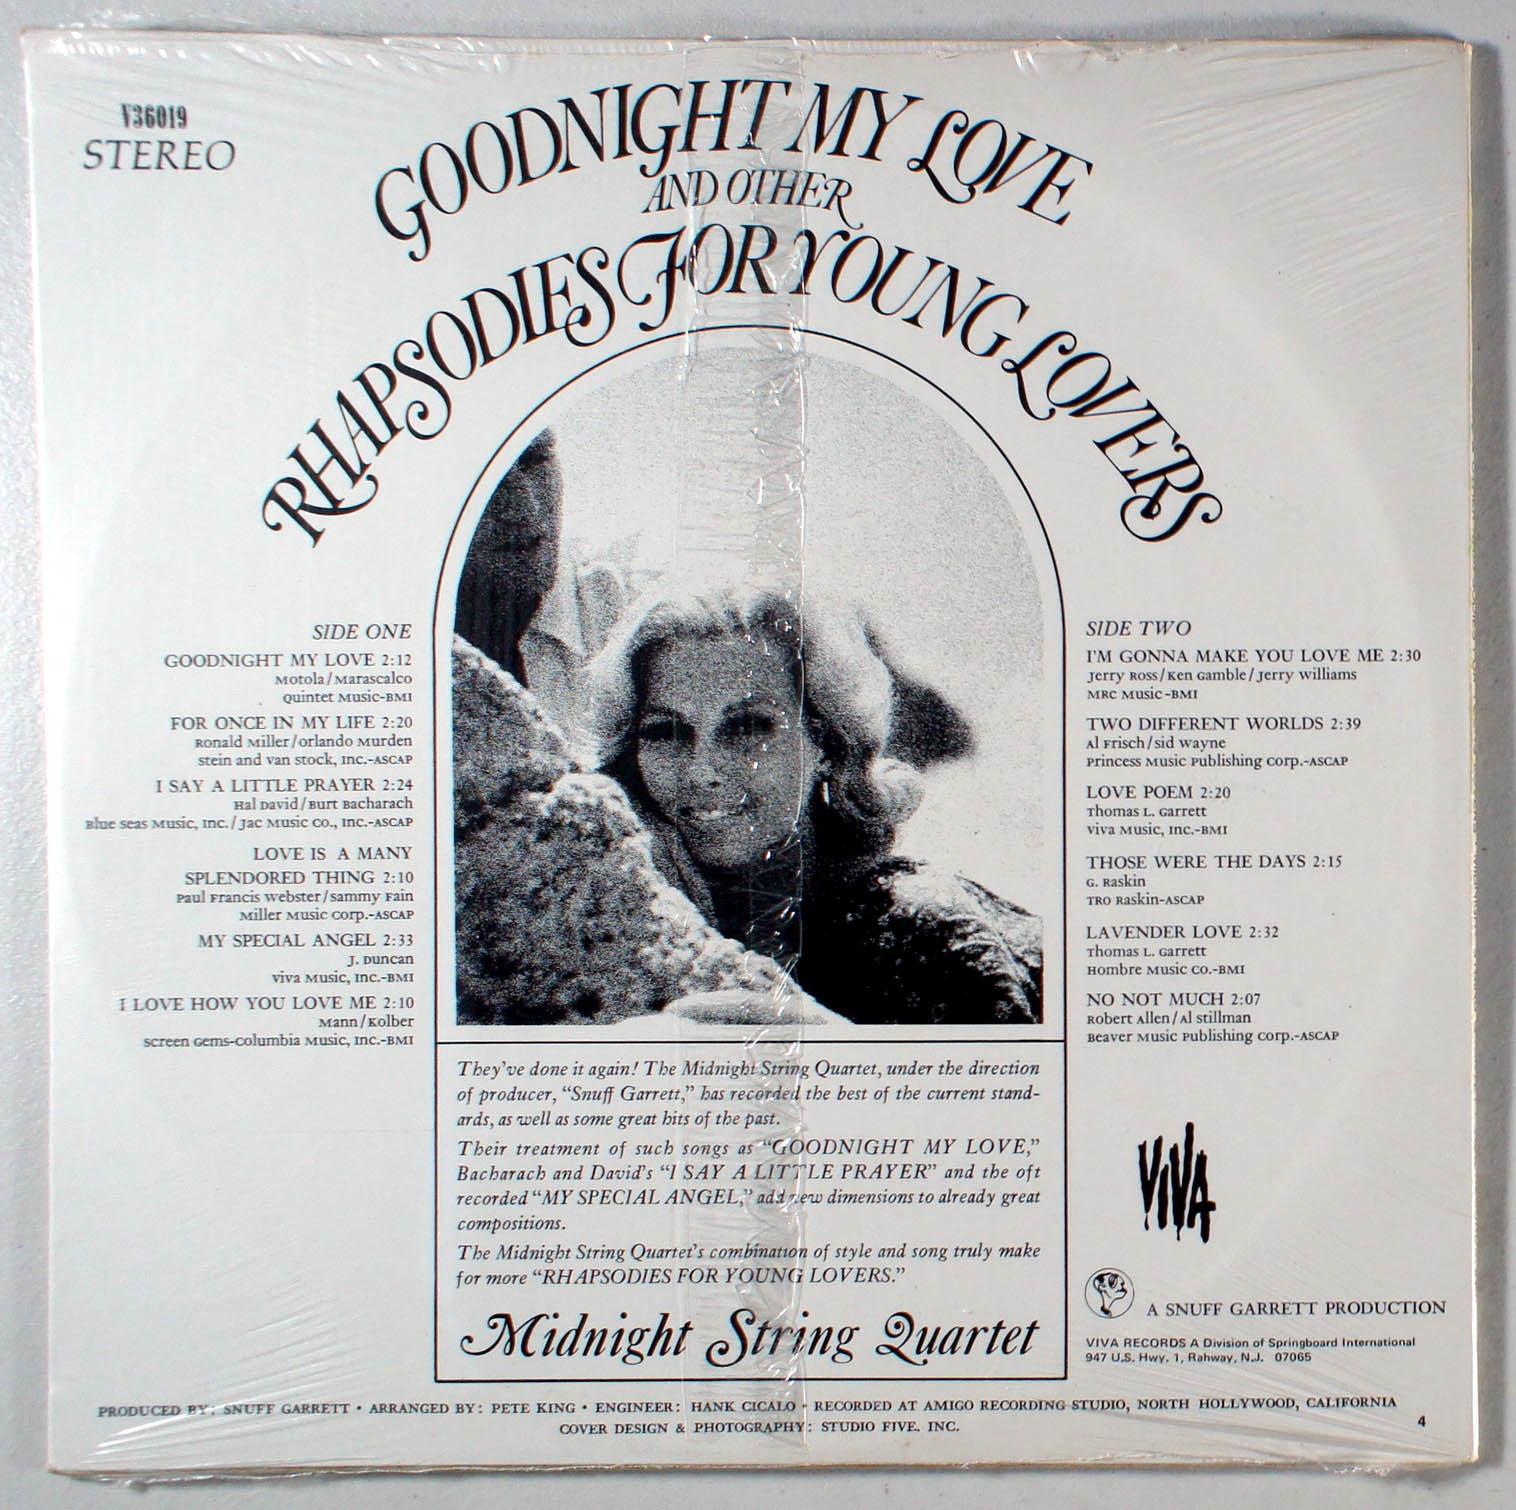 V36019
STEREO
GOODNIGHT MY LOVE
AND OTHER
RHAPSODIES FOR YOUNG LOVERS
SIDE ONE
GOODNIGHT MY LOVE 2:12
Motola/Marascalco
Quintet Music-BMI
FOR ONCE IN MY LIFE 2:20
Ronald Miller/Orlando Murden
Stein and Van Stock, Inc.-ASCAP
I SAY A LITTLE PRAYER 2:24
Hal David/Burt Bacharach
Blue Seas Music, Inc./Jac Music Co., Inc.-ASCAP
LOVE IS A MANY
SPLENDORED THING 2:10
Paul Francis Webster/Sammy Fain
Miller Music Corp.-ASCAP
MY SPECIAL ANGEL 2:33
J. Duncan
Viva Music, Inc.-BMI
I LOVE HOW YOU LOVE ME 2:10
Mann/Kolber
Screen Gems-Columbia Music, Inc.-BMI
SIDE TWO
I'M GONNA MAKE YOU LOVE ME 2:30
Jerry Ross/Ken Gamble/Jerry Williams
MRC Music-BMI
TWO DIFFERENT WORLDS 2:39
Al Frisch/Sid Wayne
Princess Music Publishing Corp.-ASCAP
LOVE POEM 2:20
Thomas L. Garrett
Viva Music, Inc.-BMI
THOSE WERE THE DAYS 2:15
G. Raskin
TRO Raskin-ASCAP
LAVENDER LOVE 2:32
Thomas L. Garrett
Hombre Music Co.-BMI
NO NOT MUCH 2:07
Robert Allen/Al Stillman
Beaver Music Publishing Corp.-ASCAP
They've done it again! The Midnight String Quartet, under the direction
of producer, "Snuff Garrett," has recorded the best of the current stand-
ards, as well as some great hits of the past.
Their treatment of such songs as "GOODNIGHT MY LOVE,"
Bacharach and David's "I SAY A LITTLE PRAYER" and the oft
recorded "MY SPECIAL ANGEL," add new dimensions to already great
compositions.
The Midnight String Quartet's combination of style and song truly make
for more "RHAPSODIES FOR YOUNG LOVERS."
Midnight String Quartet
VIVA
A SNUFF GARRETT PRODUCTION
VIVA RECORDS A Division of Springboard International
947 U.S. Hwy. 1, Rahway, N.J. 07065
PRODUCED BY: SNUFF GARRETT • ARRANGED BY: PETE KING • ENGINEER: HANK CICALO • RECORDED AT AMIGO RECORDING STUDIO, NORTH HOLLYWOOD, CALIFORNIA
COVER DESIGN & PHOTOGRAPHY: STUDIO FIVE. INC.
4